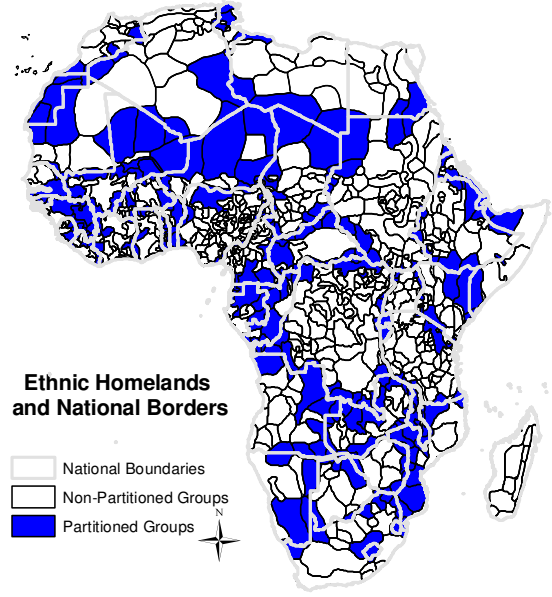 Ethnic Homelands
and National Borders
National Boundaries
Non-Partitioned Groups
N
Partitioned Groups